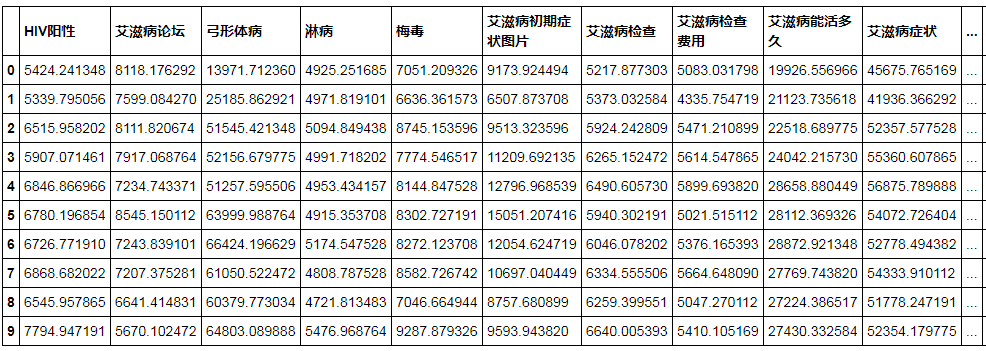 HIV阳性 艾滋病论坛 弓形体病 淋病 梅毒 艾滋病初期症状图片 艾滋病检查 艾滋病检查费用 艾滋病能活多久 艾滋病症状 ...
0 5424.241348 8118.176292 13971.712360 4925.251685 7051.209326 9173.924494 5217.877303 5083.031798 19926.556966 45675.765169 ...
1 5339.795056 7599.084270 25185.862921 4971.819101 6636.361573 6507.873708 5373.032584 4335.754719 21123.735618 41936.366292 ...
2 6515.958202 8111.820674 51545.421348 5094.849438 8745.153596 9513.323596 5924.242809 5471.210899 22518.689775 52357.577528 ...
3 5907.071461 7917.068764 52156.679775 4991.718202 7774.546517 11209.692135 6265.152472 5614.547865 24042.215730 55360.607865 ...
4 6846.866966 7234.743371 51257.595506 4953.434157 8144.847528 12796.968539 6490.605730 5899.693820 28658.880449 56875.789888 ...
5 6780.196854 8545.150112 63999.988764 4915.353708 8302.727191 15051.207416 5940.302191 5021.515112 28112.369326 54072.726404 ...
6 6726.771910 7243.839101 66424.196629 5174.547528 8272.123708 12054.624719 6046.078202 5376.165393 28872.921348 52778.494382 ...
7 6868.682022 7207.375281 61050.522472 4808.787528 8582.726742 10697.040449 6334.555506 5664.648090 27769.743820 54333.910112 ...
8 6545.957865 6641.414831 60379.773034 4721.813483 7046.664944 8757.680899 6259.399551 5047.270112 27224.386517 51778.247191 ...
9 7794.947191 5670.102472 64803.089888 5476.968764 9287.879326 9593.943820 6640.005393 5410.105169 27430.332584 52354.179775 ...